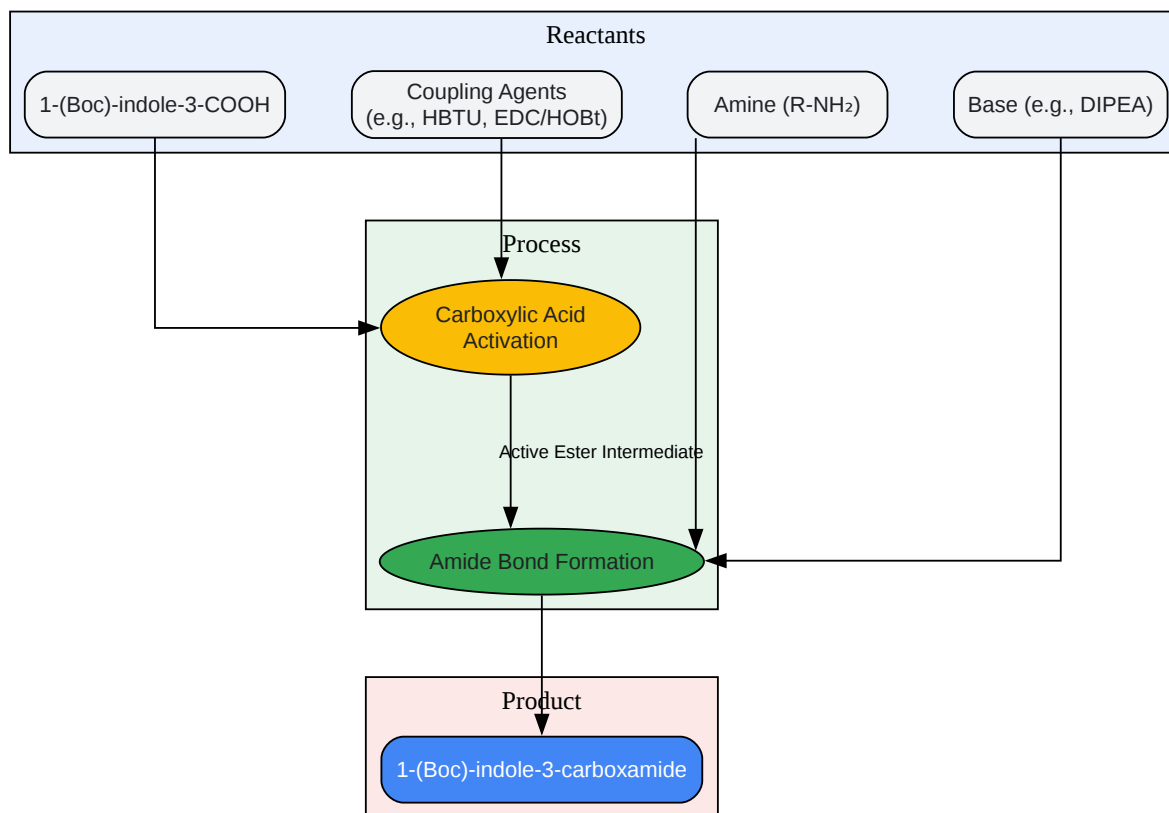 Reactants
1-(Boc)-indole-3-COOH
Coupling Agents
(e.g., HBTU, EDC/HOBt)
Amine (R-NH₂)
Base (e.g., DIPEA)
Process
Carboxylic Acid
Activation
Active Ester Intermediate
Amide Bond Formation
Product
1-(Boc)-indole-3-carboxamide